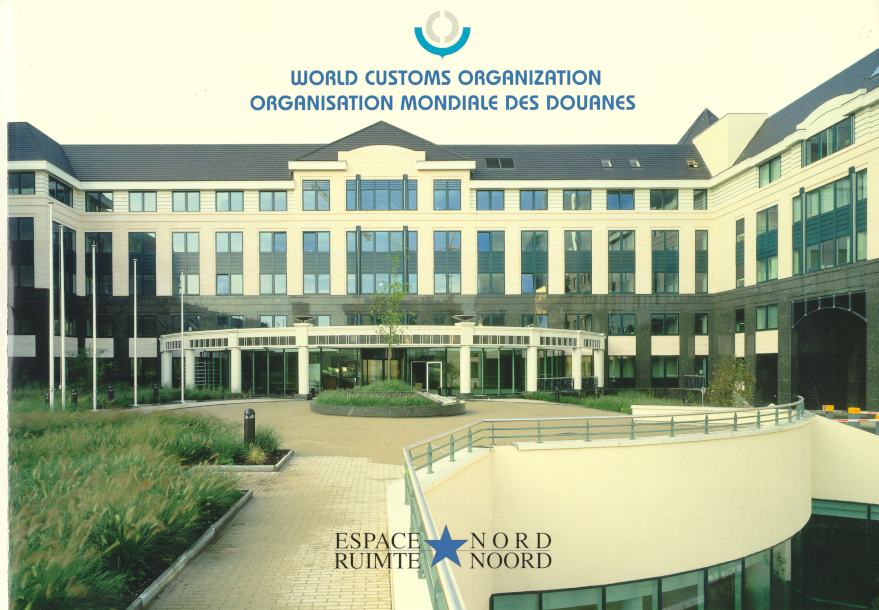 WORLD CUSTOMS ORGANIZATION
ORGANISATION MONDIALE DES DOUANES
ESPACE NORD
RUIMTE NOORD